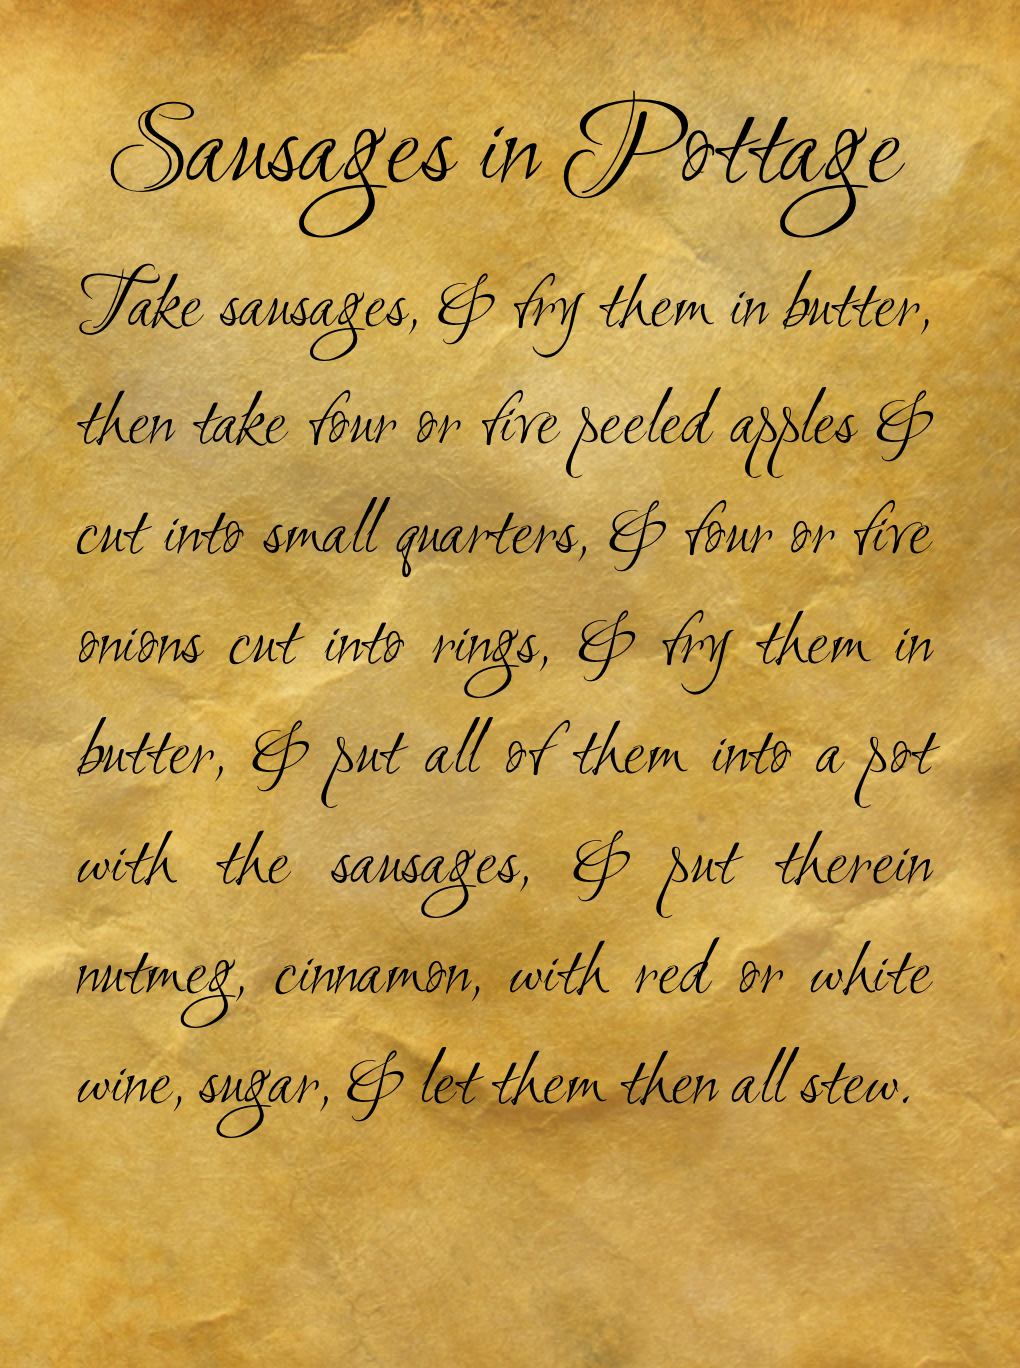 Sausages in Pottage
Take sausages, & fry them in butter,
then take four or five peeled apples &
cut into small quarters, & four or five
onions cut into rings, & fry them in
butter, & put all of them into a pot
with the sausages, & put therein
nutmeg, cinnamon, with red or white
wine, sugar, & let them then all stew.